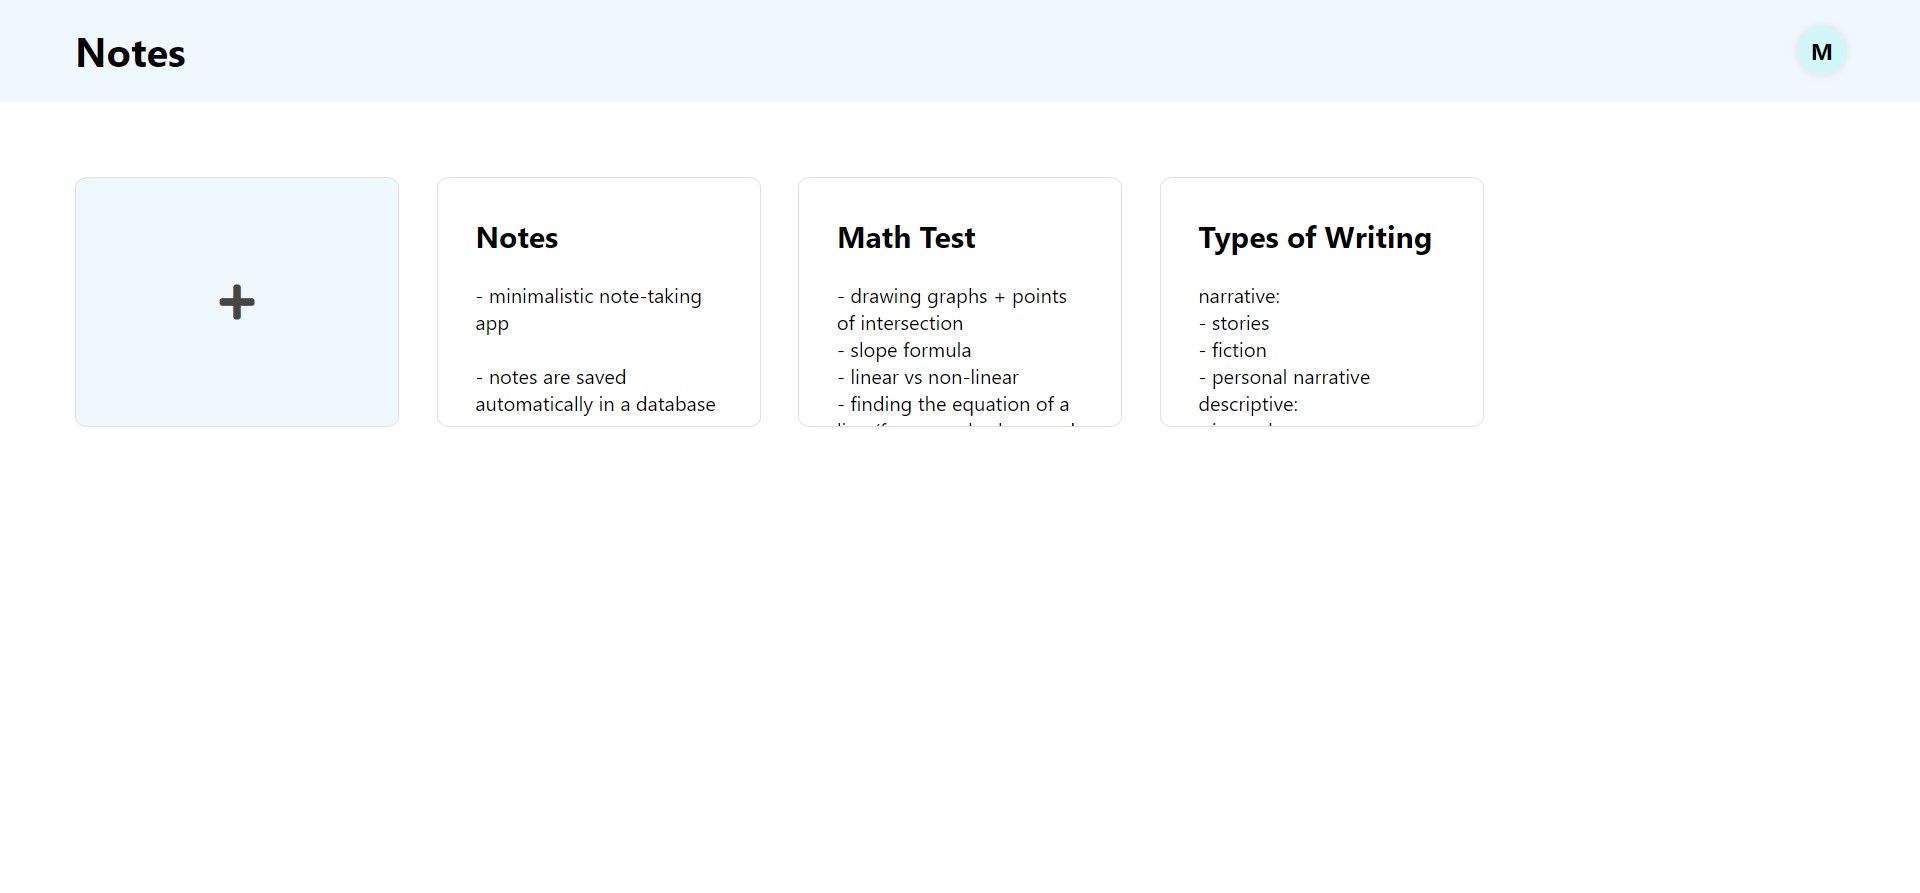 Notes
M
Notes
- minimalistic note-taking
app
- notes are saved
automatically in a database
Math Test
- drawing graphs + points
of intersection
- slope formula
- linear vs non-linear
- finding the equation of a
Types of Writing
narrative:
- stories
- fiction
- personal narrative
descriptive: